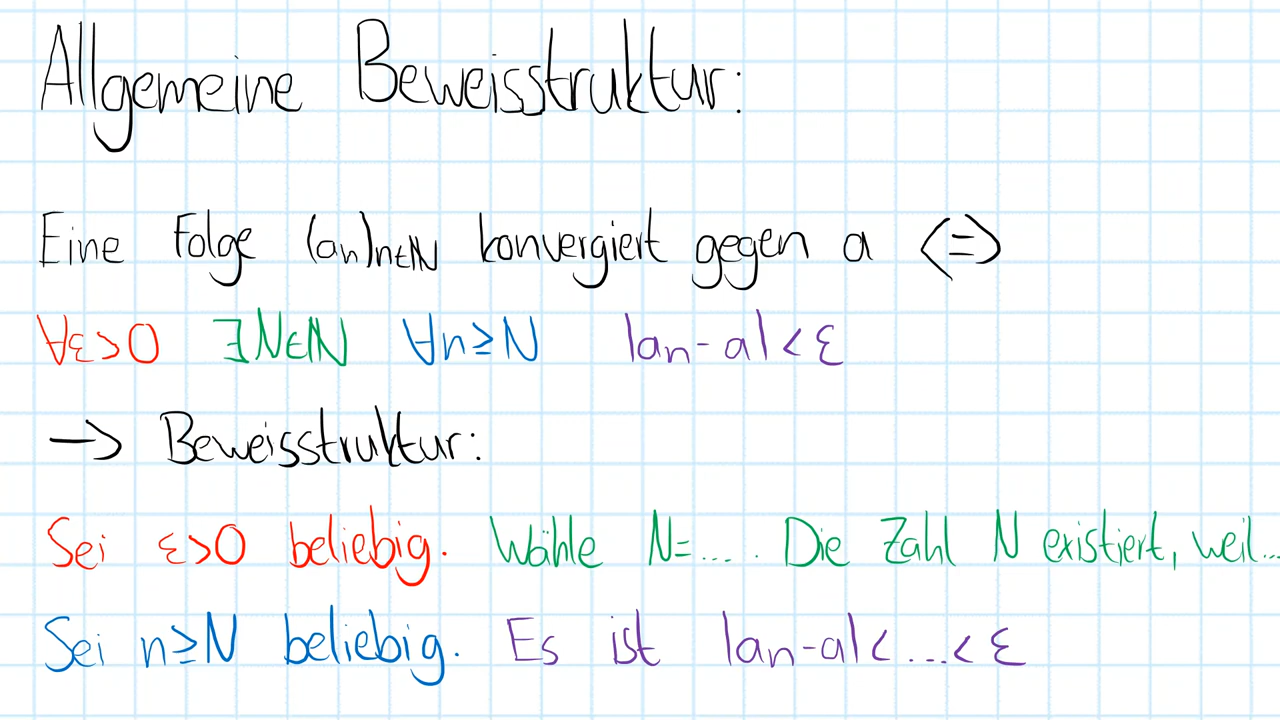 Allgemeine Beweisstruktur:
Eine Folge (an)n∈ℕ konvergiert gegen a <=>
∀ε>0 ∃N∈ℕ ∀n≥N |an-a|<ε
-> Beweisstruktur:
Sei ε>0 beliebig. Wähle N=.... Die Zahl N existiert, weil...
Sei n≥N beliebig. Es ist |an-a|<...<ε